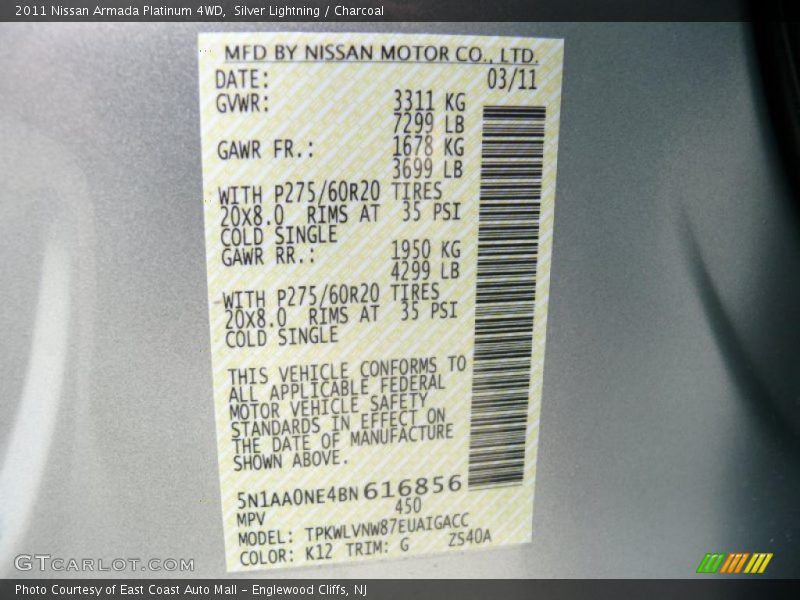 2011 Nissan Armada Platinum 4WD, Silver Lightning / Charcoal
MFD BY NISSAN MOTOR CO., LTD.
DATE: 03/11
GVWR: 3311 KG
7299 LB
GAWR FR.: 1678 KG
3699 LB
WITH P275/60R20 TIRES
20X8.0 RIMS AT 35 PSI
COLD SINGLE
GAWR RR.: 1950 KG
4299 LB
WITH P275/60R20 TIRES
20X8.0 RIMS AT 35 PSI
COLD SINGLE
THIS VEHICLE CONFORMS TO
ALL APPLICABLE FEDERAL
MOTOR VEHICLE SAFETY
STANDARDS IN EFFECT ON
THE DATE OF MANUFACTURE
SHOWN ABOVE.
5N1AA0NE4BN616856
MPV 450
MODEL: TPKWLVNW87EUAIGACC
COLOR: K12 TRIM: G ZS40A
GTCARLOT.COM
Photo Courtesy of East Coast Auto Mall - Englewood Cliffs, NJ